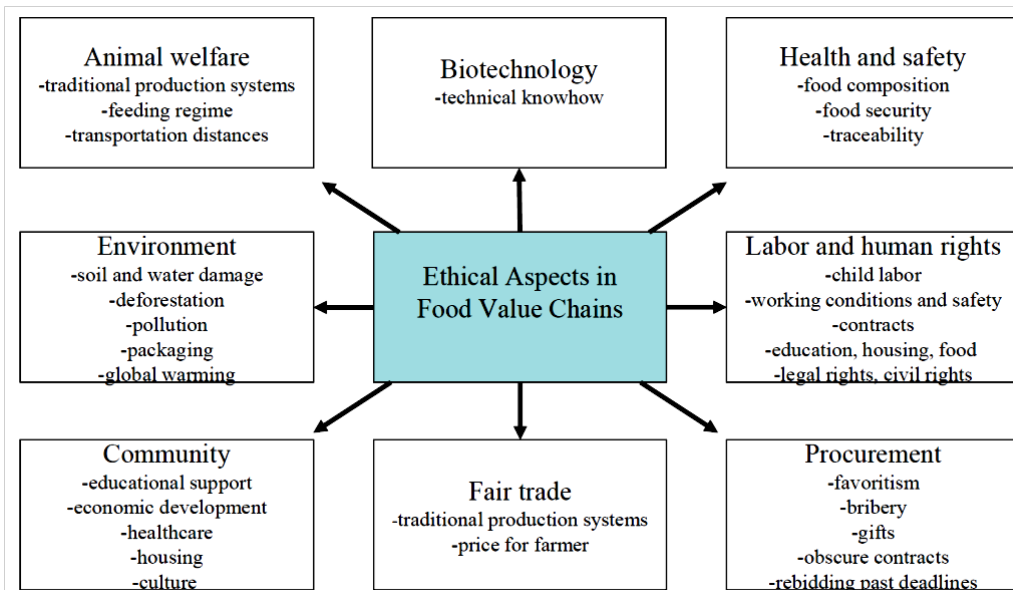 Animal welfare
-traditional production systems
-feeding regime
-transportation distances
Biotechnology
-technical knowhow
Health and safety
-food composition
-food security
-traceability
Environment
-soil and water damage
-deforestation
-pollution
-packaging
-global warming
Ethical Aspects in
Food Value Chains
Labor and human rights
-child labor
-working conditions and safety
-contracts
-education, housing, food
-legal rights, civil rights
Community
-educational support
-economic development
-healthcare
-housing
-culture
Fair trade
-traditional production systems
-price for farmer
Procurement
-favoritism
-bribery
-gifts
-obscure contracts
-rebidding past deadlines